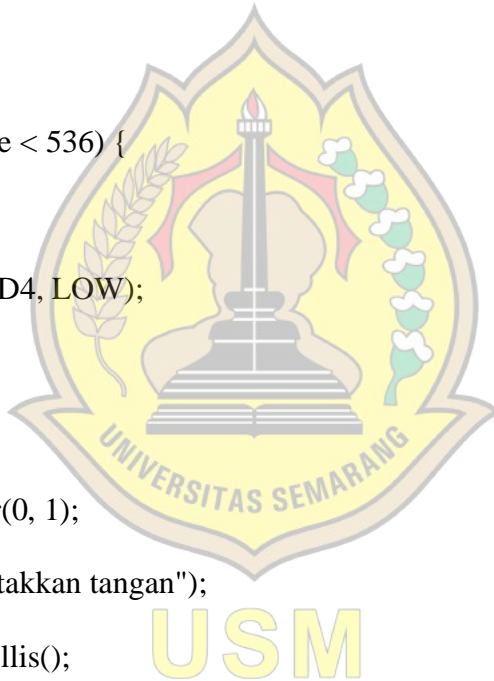 e < 536) {
D4, LOW);
UNIVERSITAS SEMARANG
(0, 1);
takkan tangan");
llis();
USM